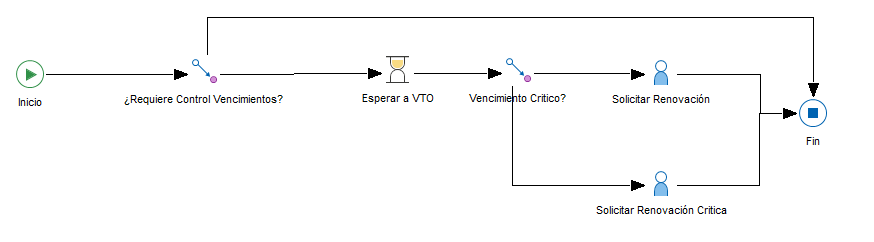 Inicio
¿Requiere Control Vencimientos?
Esperar a VTO
Vencimiento Critico?
Solicitar Renovación
Fin
Solicitar Renovación Critica